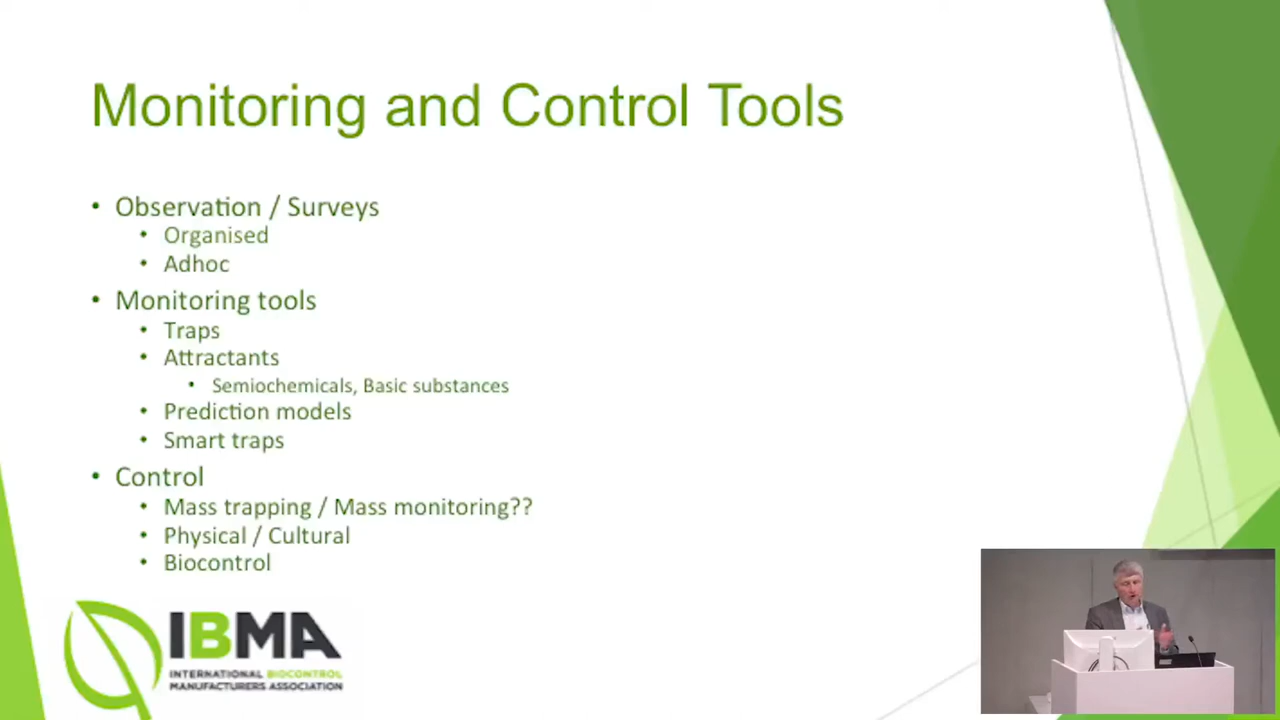 Monitoring and Control Tools
• Observation / Surveys
• Organised
• Adhoc
• Monitoring tools
• Traps
• Attractants
• Semiochemicals, Basic substances
• Prediction models
• Smart traps
• Control
• Mass trapping / Mass monitoring??
• Physical / Cultural
• Biocontrol
IBMA
INTERNATIONAL BIOCONTROL
MANUFACTURERS ASSOCIATION